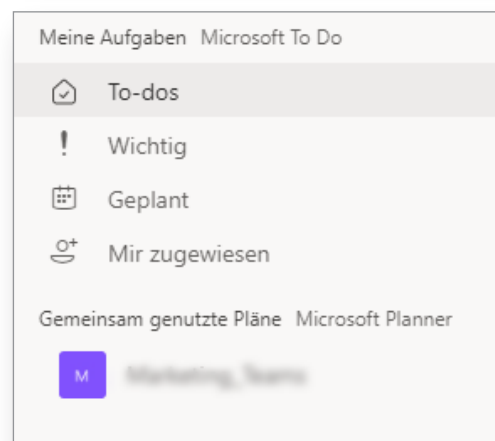 Meine Aufgaben Microsoft To Do
To-dos
Wichtig
Geplant
Mir zugewiesen
Gemeinsam genutzte Pläne Microsoft Planner
M